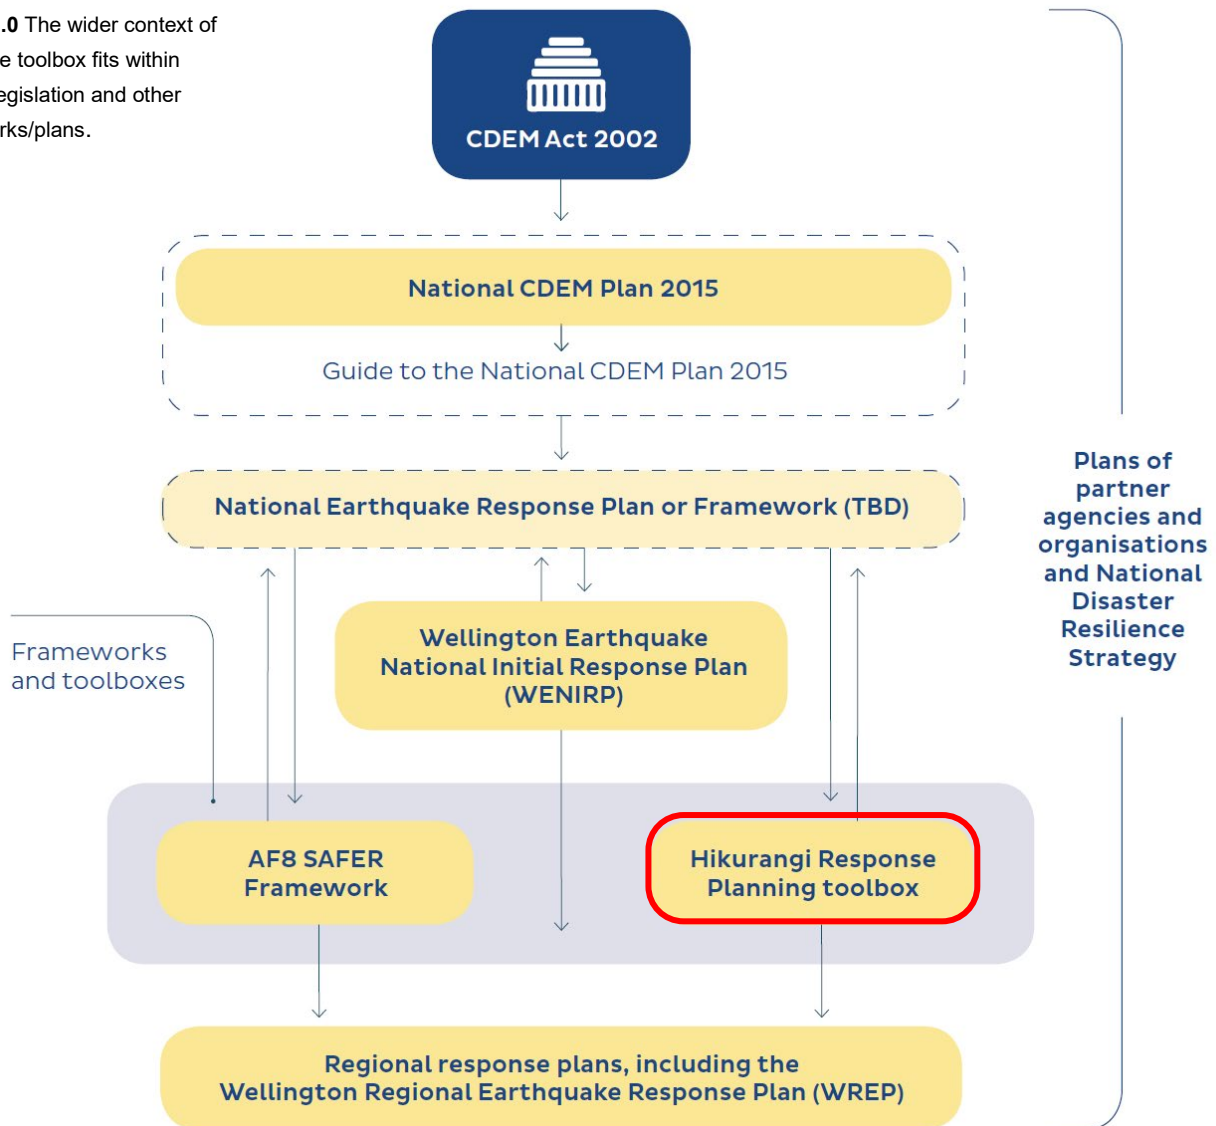 .0 The wider context of
e toolbox fits within
egislation and other
rks/plans.
CDEM Act 2002
National CDEM Plan 2015
Guide to the National CDEM Plan 2015
National Earthquake Response Plan or Framework (TBD)
Wellington Earthquake
National Initial Response Plan
(WENIRP)
Frameworks
and toolboxes
Plans of
partner
agencies and
organisations
and National
Disaster
Resilience
Strategy
AF8 SAFER
Framework
Hikurangi Response
Planning toolbox
Regional response plans, including the
Wellington Regional Earthquake Response Plan (WREP)